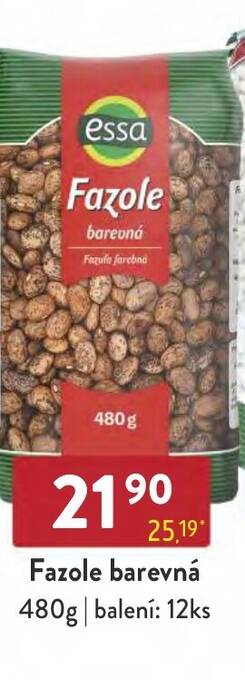 essa
Fazole
barevná
Fazuľa farebná
480g
21 90
25,19*
Fazole barevná
480g | balení: 12ks